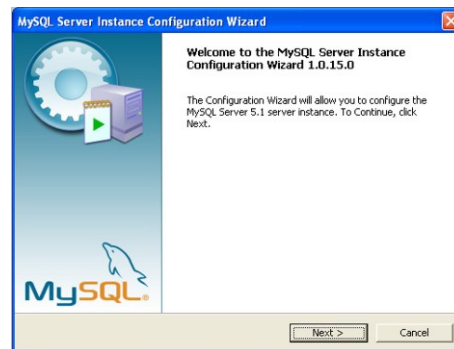 MySQL Server Instance Configuration Wizard
Welcome to the MySQL Server Instance
Configuration Wizard 1.0.15.0
The Configuration Wizard will allow you to configure the
MySQL Server 5.1 server instance. To Continue, click
Next.
MySQL®
Next >
Cancel